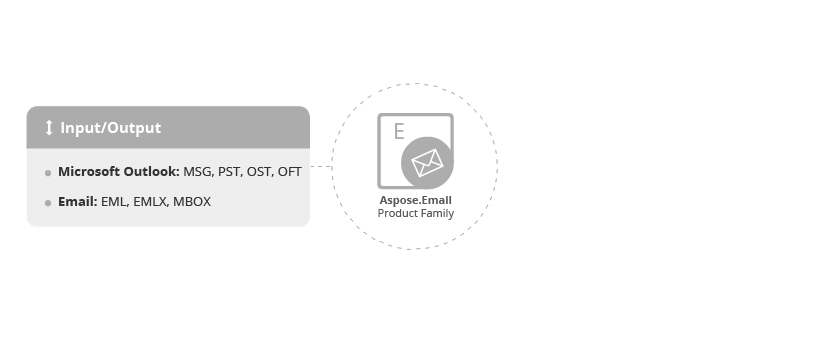 Input/Output
Microsoft Outlook: MSG, PST, OST, OFT
Email: EML, EMLX, MBOX
E
Aspose.Email
Product Family